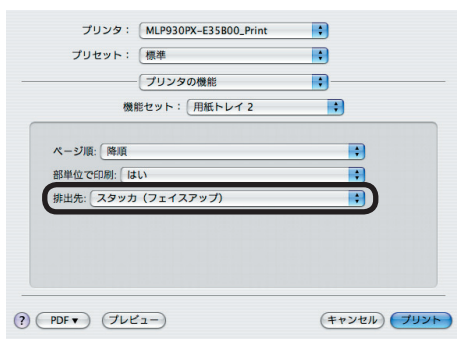 プリンタ： MLP930PX-E35B00_Print
プリセット： 標準
プリンタの機能
機能セット： 用紙トレイ 2
ページ順: 降順
部単位で印刷: はい
排出先: スタッカ（フェイスアップ）
? PDF▼ プレビュー キャンセル プリント